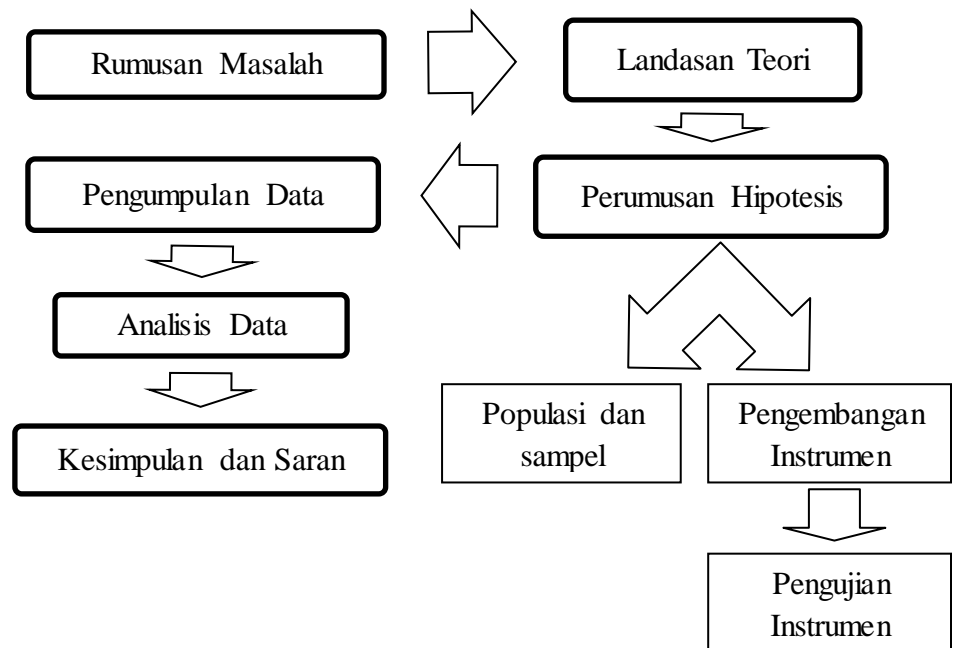 Rumusan Masalah
Landasan Teori
Pengumpulan Data
Perumusan Hipotesis
Analisis Data
Kesimpulan dan Saran
Populasi dan
sampel
Pengembangan
Instrumen
Pengujian
Instrumen